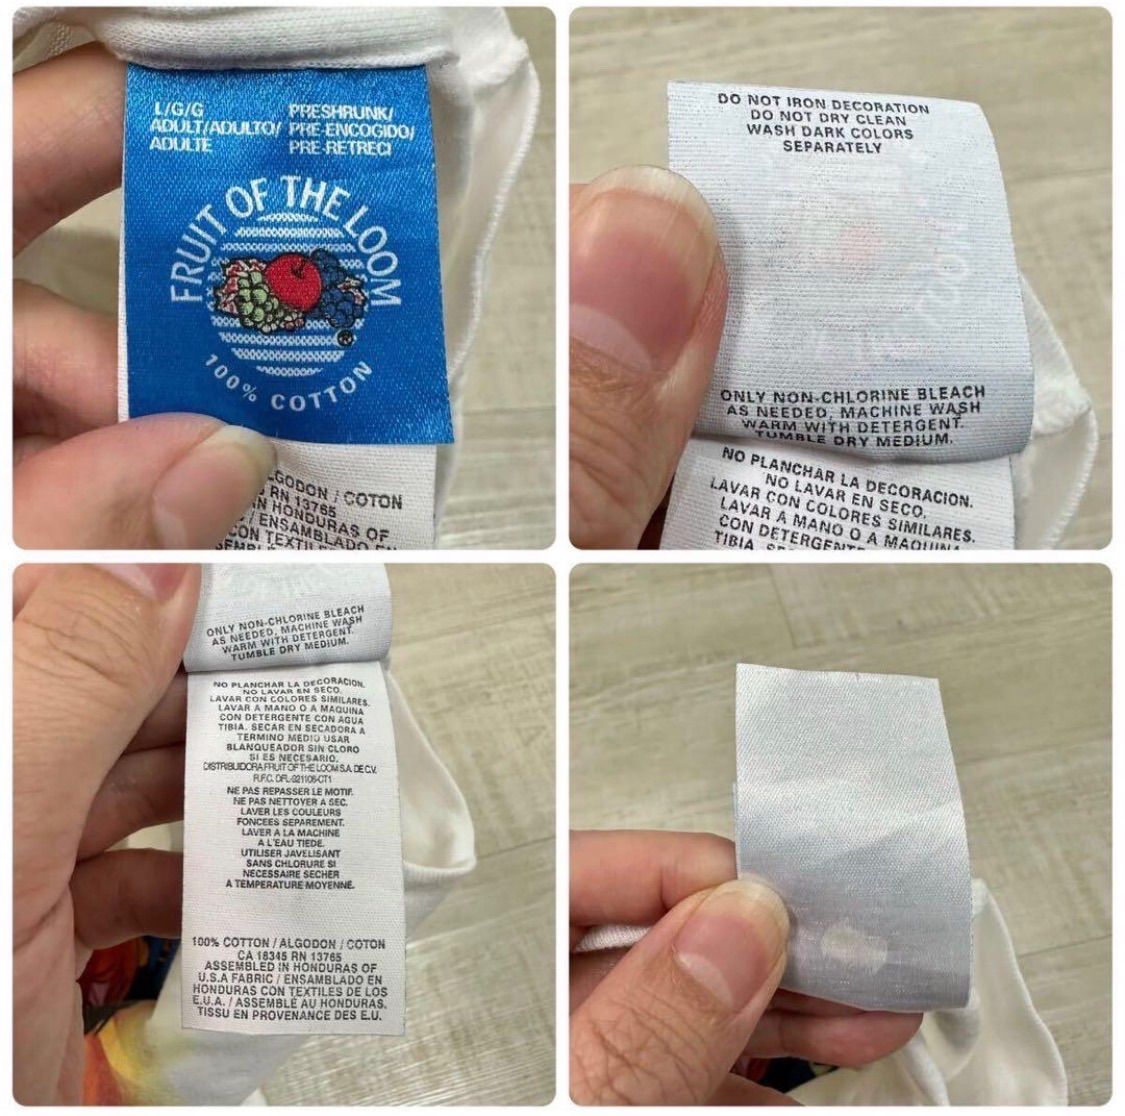 L/G/G
ADULT/ADULTO/
ADULTE
PRESHRUNK/
PRE-ENCOGIDO/
PRE-RETRECI
FRUIT OF THE LOOM
100% COTTON
/ COTON
RN 13765
HONDURAS OF
/ ENSAMBLADO EN
CON
DO NOT IRON DECORATION
DO NOT DRY CLEAN
WASH DARK COLORS
SEPARATELY
ONLY NON-CHLORINE BLEACH
AS NEEDED, MACHINE WASH
WARM WITH DETERGENT.
TUMBLE DRY MEDIUM.
NO PLANCHAR LA DECORACION.
NO LAVAR EN SECO.
LAVAR CON COLORES SIMILARES.
LAVAR A MANO O A MAQUINA
CON DETERGENTE
TIBIA.
ONLY NON-CHLORINE BLEACH
AS NEEDED, MACHINE WASH
WARM WITH DETERGENT.
TUMBLE DRY MEDIUM.
NO PLANCHAR LA DECORACION.
NO LAVAR EN SECO.
LAVAR CON COLORES SIMILARES.
LAVAR A MANO O A MAQUINA
CON DETERGENTE CON AGUA
TIBIA. SECAR EN SECADORA A
TERMINO MEDIO USAR
BLANQUEADOR SIN CLORO
SI ES NECESARIO.
DISTRIBUIDORA FRUIT OF THE LOOM S.A. DE C.V.
R.F.C. DFL-921106-CT1
NE PAS REPASSER LE MOTIF.
NE PAS NETTOYER A SEC.
LAVER LES COULEURS
FONCEES SEPAREMENT.
LAVER A LA MACHINE
A L'EAU TIEDE.
UTILISER JAVELISANT
SANS CHLORURE SI
NECESSAIRE SECHER
A TEMPERATURE MOYENNE.
100% COTTON / ALGODON / COTON
CA 18345 RN 13765
ASSEMBLED IN HONDURAS OF
U.S.A FABRIC / ENSAMBLADO EN
HONDURAS CON TEXTILES DE LOS
E.U.A. / ASSEMBLÉ AU HONDURAS.
TISSU EN PROVENANCE DES E.U.